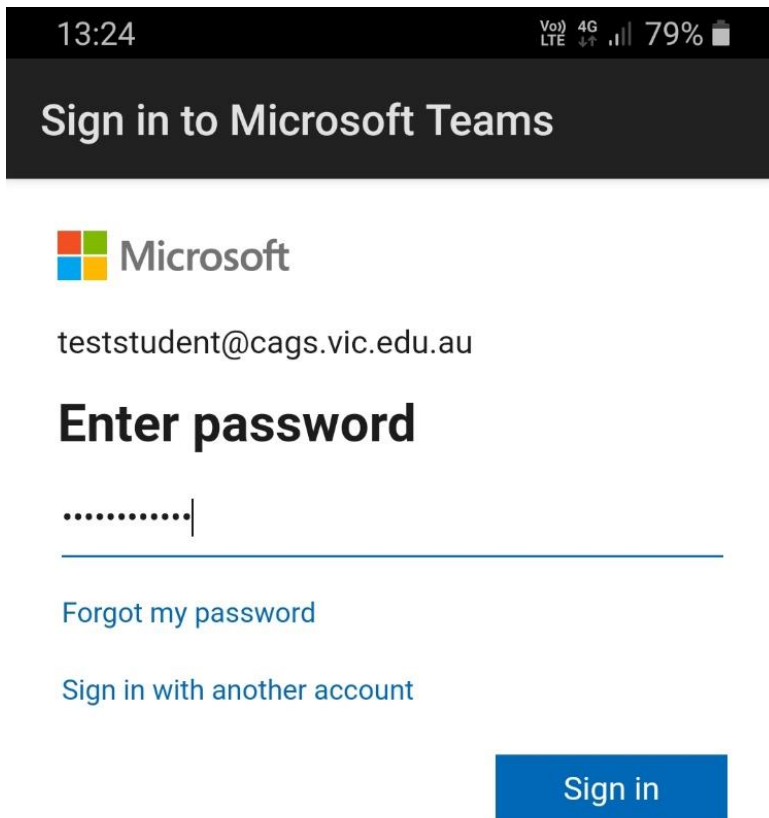 13:24 Vo)) LTE 4G 79%
Sign in to Microsoft Teams
Microsoft
teststudent@cags.vic.edu.au
Enter password
••••••••••••
Forgot my password
Sign in with another account
Sign in